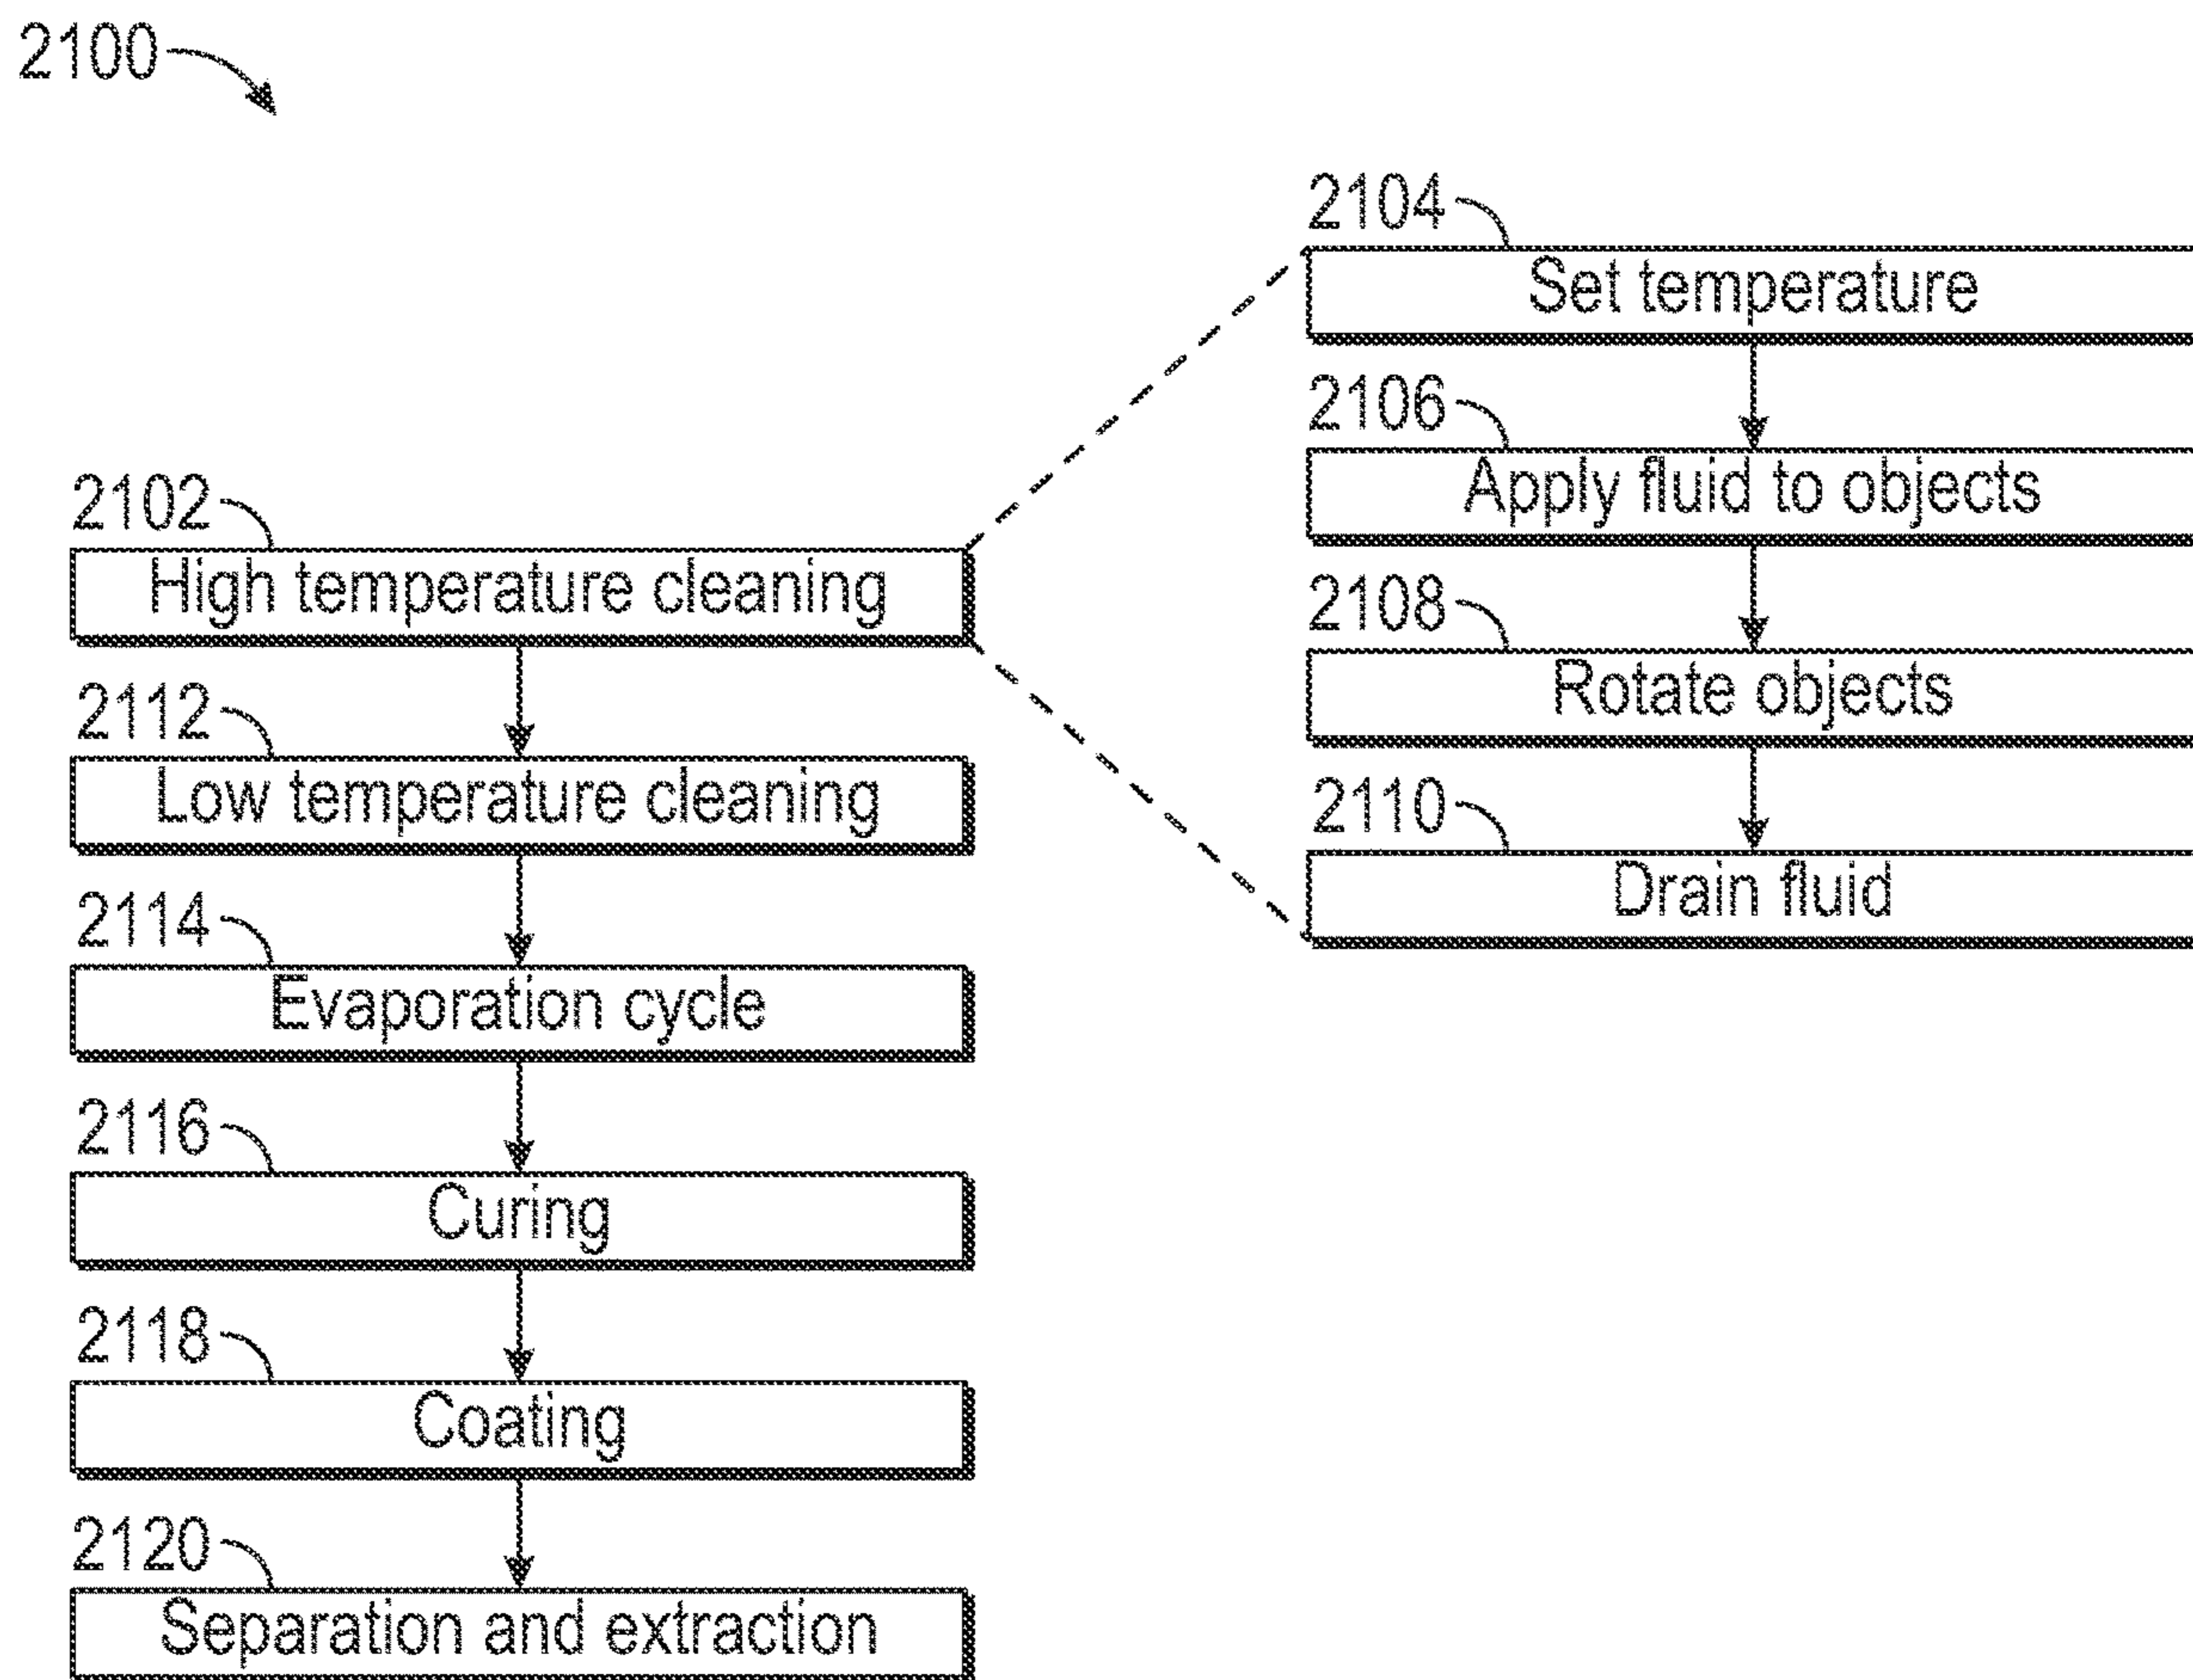 2100
2102
High temperature cleaning
2112
Low temperature cleaning
2114
Evaporation cycle
2116
Curing
2118
Coating
2120
Separation and extraction
2104
Set temperature
2106
Apply fluid to objects
2108
Rotate objects
2110
Drain fluid